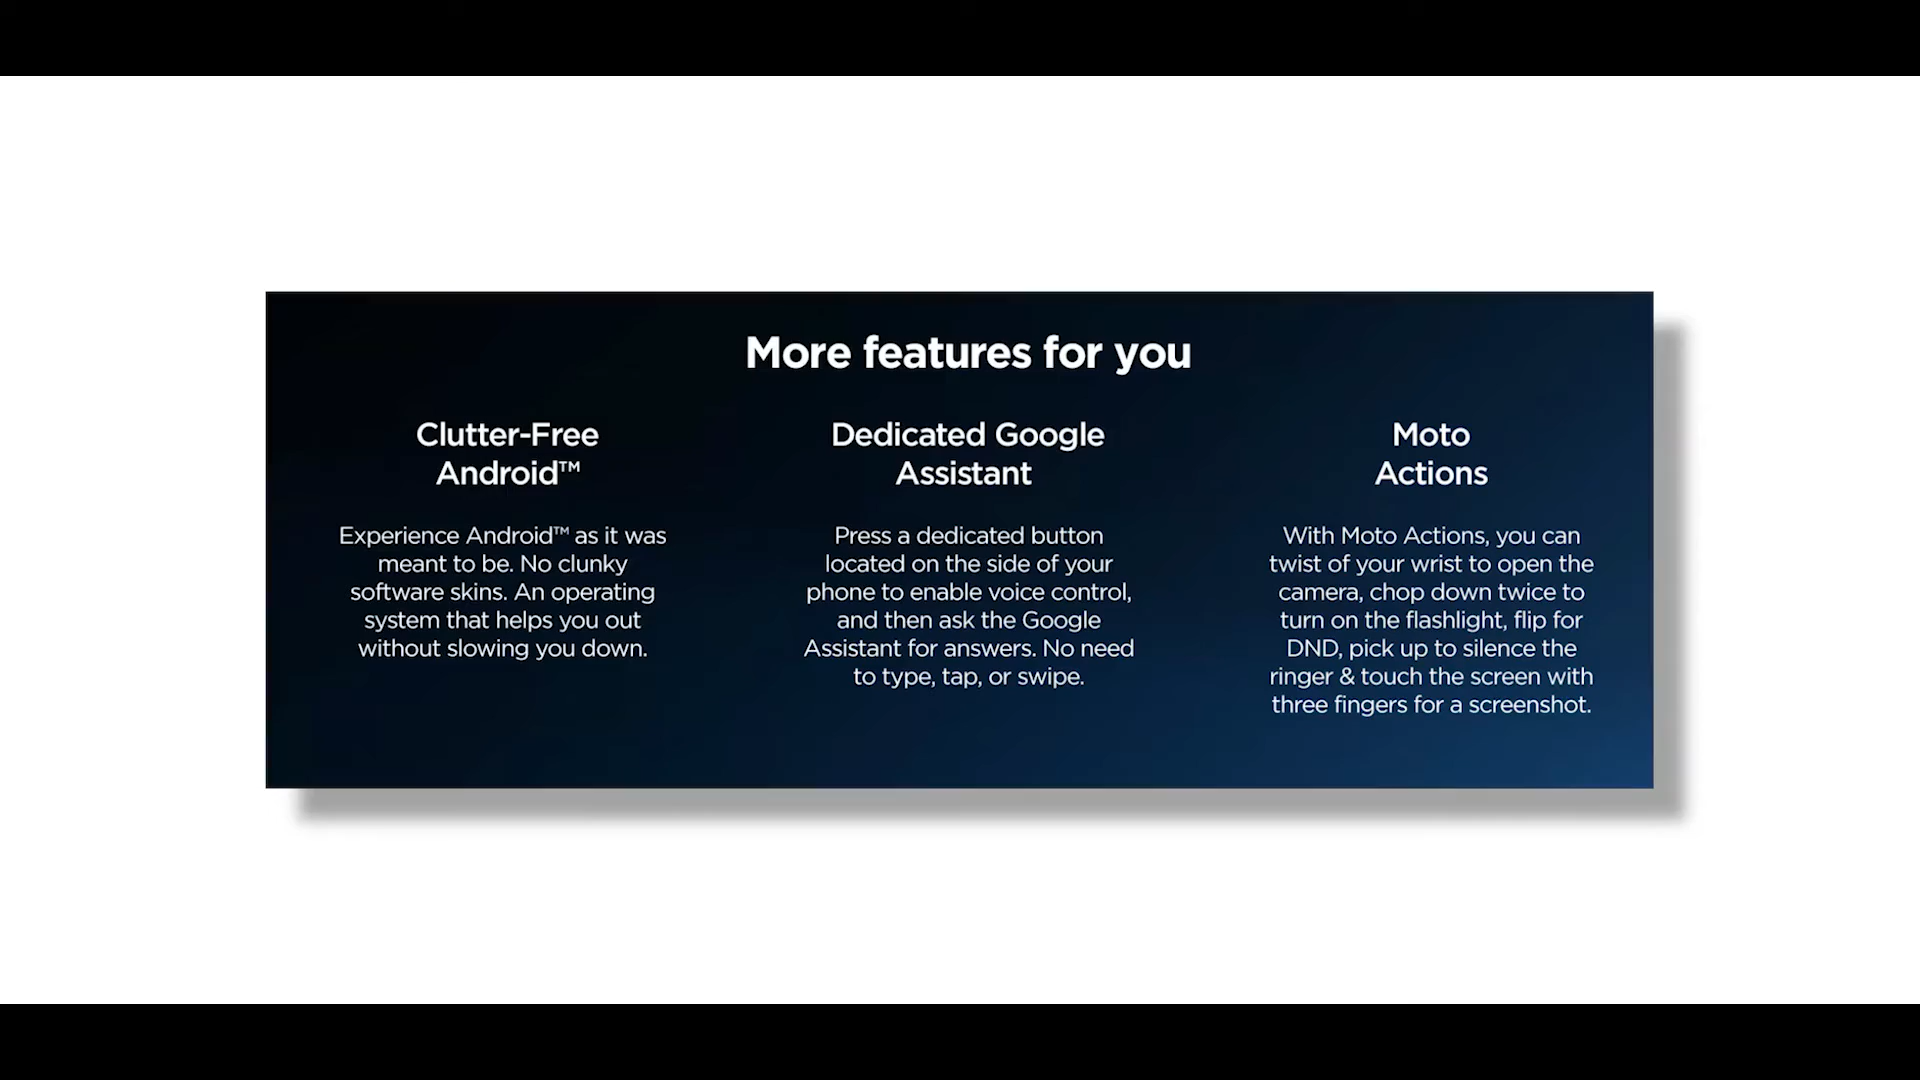 More features for you
Clutter-Free
Android™
Experience Android™ as it was
meant to be. No clunky
software skins. An operating
system that helps you out
without slowing you down.
Dedicated Google
Assistant
Press a dedicated button
located on the side of your
phone to enable voice control,
and then ask the Google
Assistant for answers. No need
to type, tap, or swipe.
Moto
Actions
With Moto Actions, you can
twist of your wrist to open the
camera, chop down twice to
turn on the flashlight, flip for
DND, pick up to silence the
ringer & touch the screen with
three fingers for a screenshot.